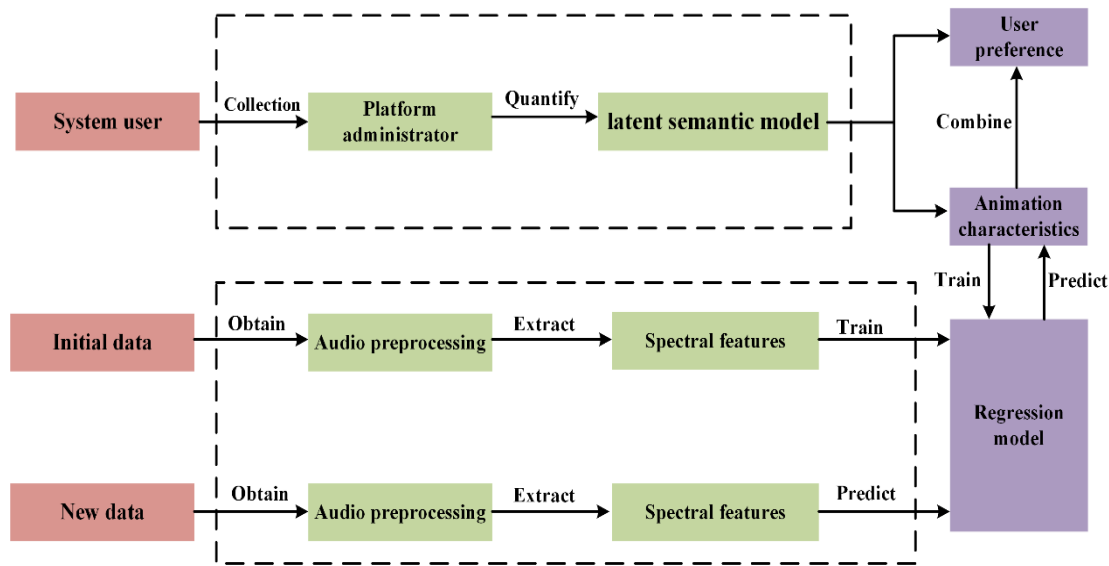 User
preference
Collection
Quantify
System user
Platform
administrator
latent semantic model
Combine
Animation
characteristics
Train
Predict
Obtain
Extract
Train
Initial data
Audio preprocessing
Spectral features
Regression
model
Obtain
Extract
Predict
New data
Audio preprocessing
Spectral features